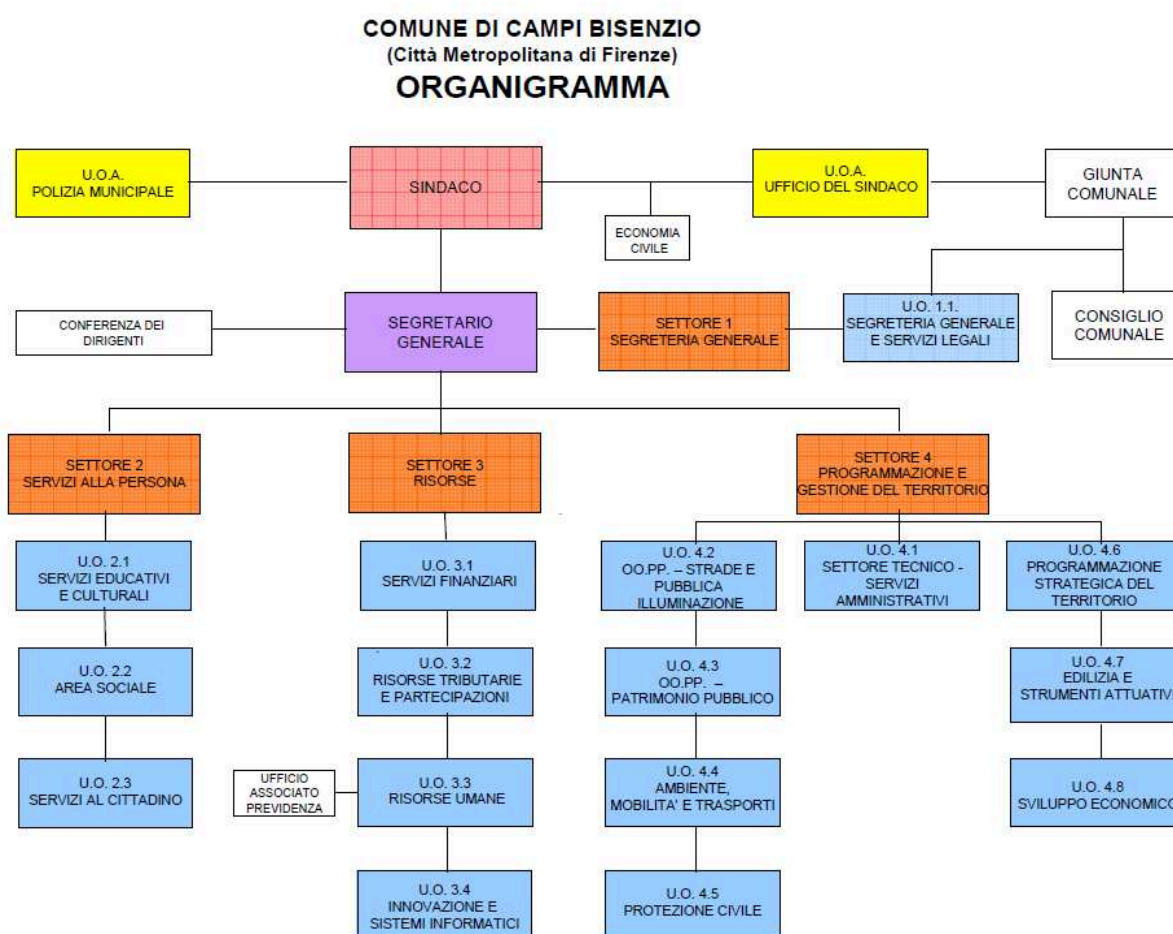 COMUNE DI CAMPI BISENZIO
(Città Metropolitana di Firenze)
ORGANIGRAMMA
U.O.A.
POLIZIA MUNICIPALE
SINDACO
U.O.A.
UFFICIO DEL SINDACO
GIUNTA
COMUNALE
ECONOMIA
CIVILE
CONFERENZA DEI
DIRIGENTI
SEGRETARIO
GENERALE
SETTORE 1
SEGRETERIA GENERALE
U.O. 1.1.
SEGRETERIA GENERALE
E SERVIZI LEGALI
CONSIGLIO
COMUNALE
SETTORE 2
SERVIZI ALLA PERSONA
SETTORE 3
RISORSE
SETTORE 4
PROGRAMMAZIONE E
GESTIONE DEL TERRITORIO
U.O. 2.1
SERVIZI EDUCATIVI
E CULTURALI
U.O. 3.1
SERVIZI FINANZIARI
U.O. 4.2
OO.PP. – STRADE E
PUBBLICA
ILLUMINAZIONE
U.O. 4.1
SETTORE TECNICO -
SERVIZI
AMMINISTRATIVI
U.O. 4.6
PROGRAMMAZIONE
STRATEGICA DEL
TERRITORIO
U.O. 2.2
AREA SOCIALE
U.O. 3.2
RISORSE TRIBUTARIE
E PARTECIPAZIONI
U.O. 4.3
OO.PP. –
PATRIMONIO PUBBLICO
U.O. 4.7
EDILIZIA E
STRUMENTI ATTUATIVI
U.O. 2.3
SERVIZI AL CITTADINO
UFFICIO
ASSOCIATO
PREVIDENZA
U.O. 3.3
RISORSE UMANE
U.O. 4.4
AMBIENTE,
MOBILITA' E TRASPORTI
U.O. 4.8
SVILUPPO ECONOMICO
U.O. 3.4
INNOVAZIONE E
SISTEMI INFORMATICI
U.O. 4.5
PROTEZIONE CIVILE